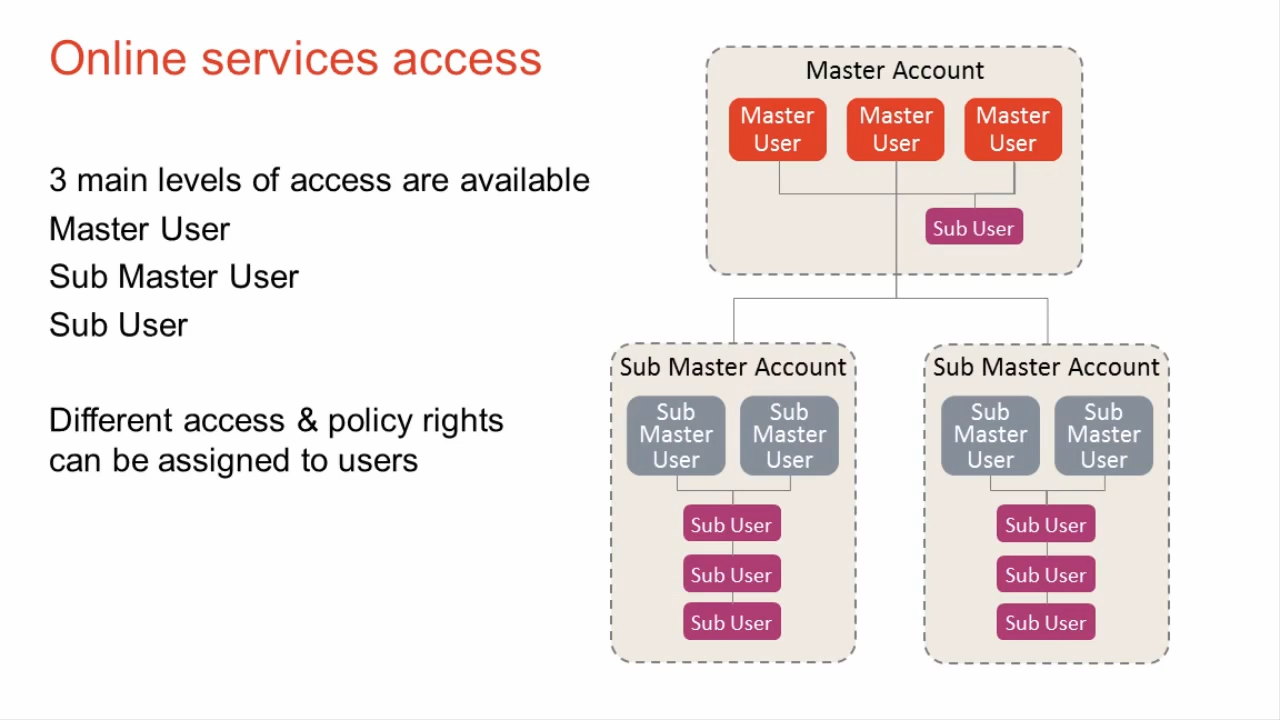 Online services access
3 main levels of access are available
Master User
Sub Master User
Sub User
Different access & policy rights
can be assigned to users
Master Account
Master
User
Master
User
Master
User
Sub User
Sub Master Account
Sub
Master
User
Sub
Master
User
Sub User
Sub User
Sub User
Sub Master Account
Sub
Master
User
Sub
Master
User
Sub User
Sub User
Sub User